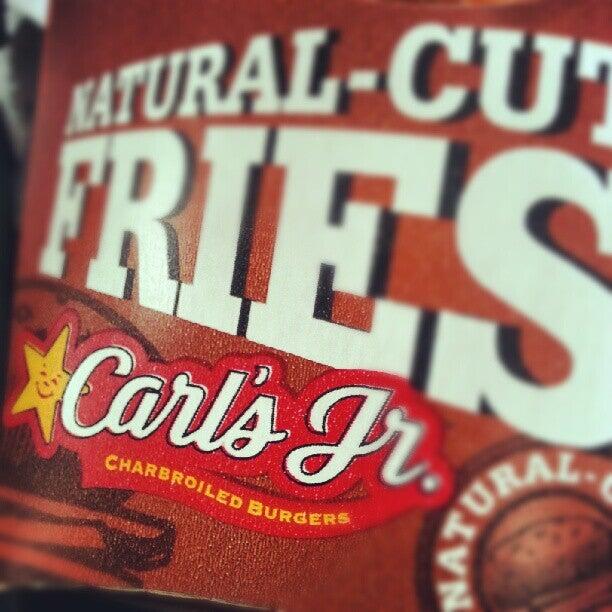 NATURAL-CUT
FRIES
Carl's Jr.
CHARBROILED BURGERS
NATURAL-C